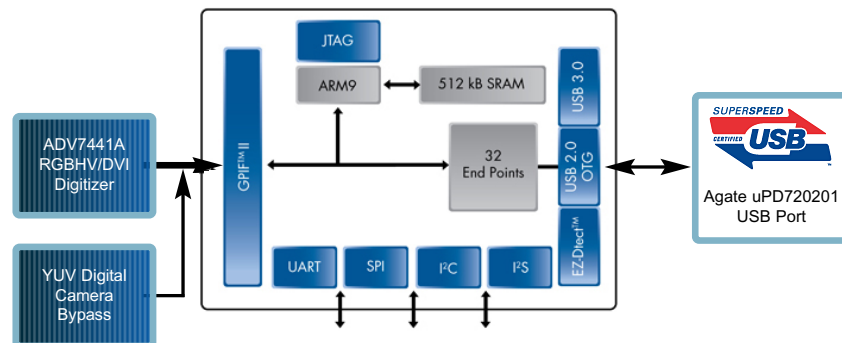 JTAG
ARM9
512 kB SRAM
USB 3.0
SUPERSPEED
CERTIFIED USB
TM
ADV7441A
RGBHV/DVI
Digitizer
GPIF™ II
32
End Points
USB 2.0
OTG
Agate uPD720201
USB Port
YUV Digital
Camera
Bypass
UART
SPI
I²C
I²S
EZ-Dtect™